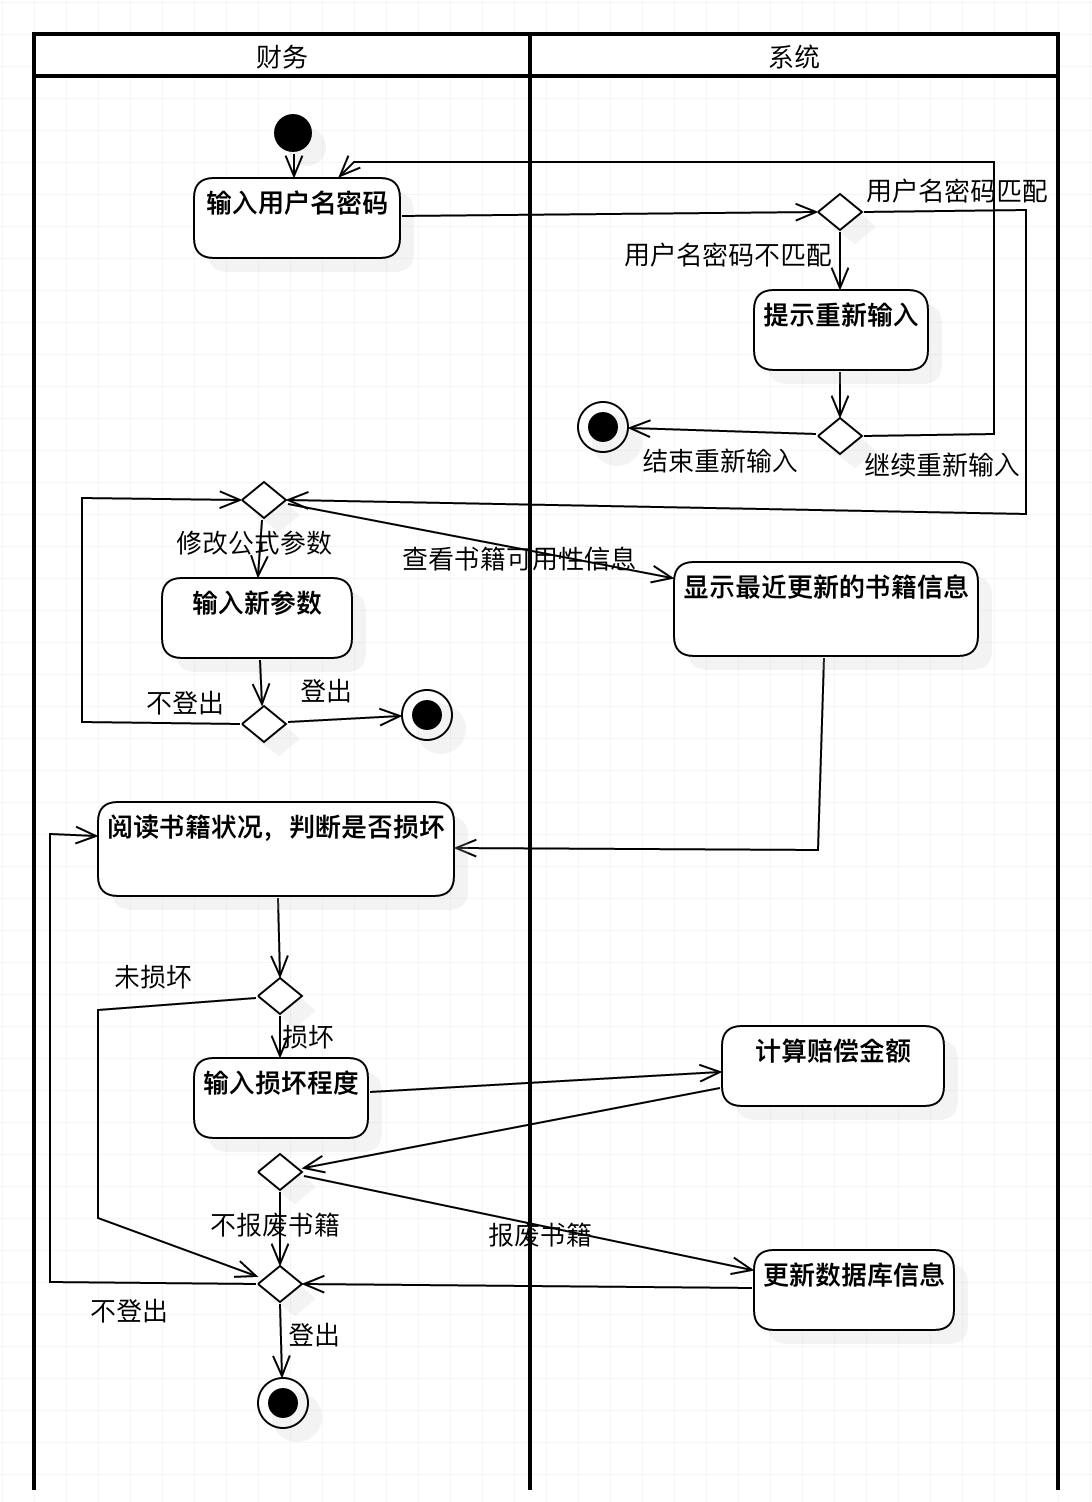 财务
系统
用户名密码匹配
输入用户名密码
用户名密码不匹配
提示重新输入
结束重新输入
继续重新输入
修改公式参数
查看书籍可用性信息
显示最近更新的书籍信息
输入新参数
不登出
登出
阅读书籍状况，判断是否损坏
未损坏
损坏
计算赔偿金额
输入损坏程度
不报废书籍
报废书籍
更新数据库信息
不登出
登出